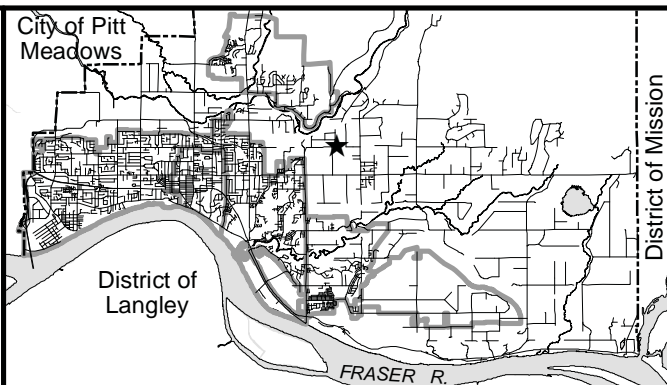 City of Pitt
Meadows
District of Mission
District of
Langley
FRASER R.